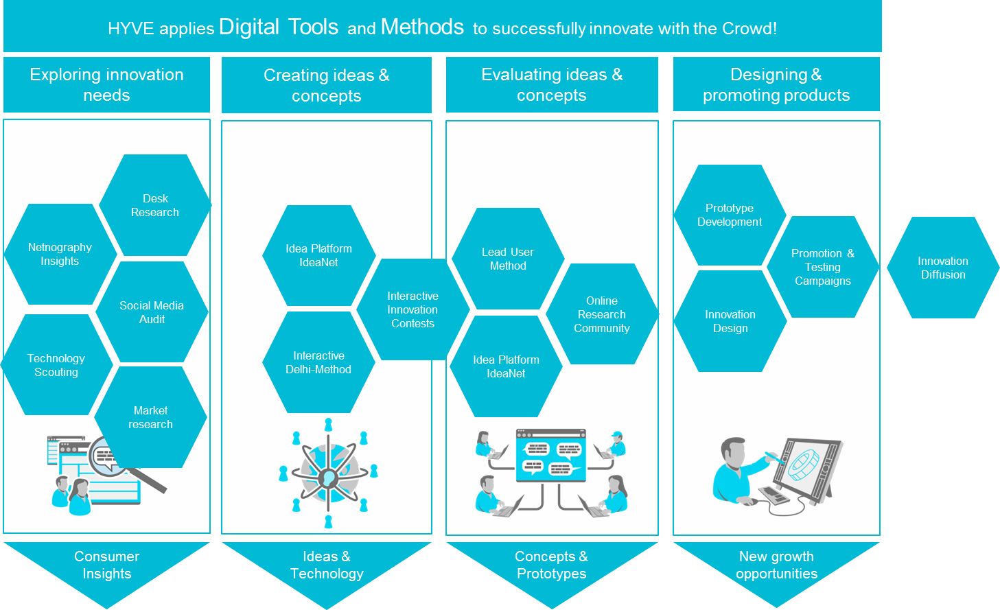 HYVE applies Digital Tools and Methods to successfully innovate with the Crowd!
Exploring innovation
needs
Creating ideas &
concepts
Evaluating ideas &
concepts
Designing &
promoting products
Desk
Research
Netnography
Insights
Social Media
Audit
Technology
Scouting
Market
research
Idea Platform
IdeaNet
Interactive
Innovation
Contests
Interactive
Delhi-Method
Lead User
Method
Online
Research
Community
Idea Platform
IdeaNet
Prototype
Development
Promotion &
Testing
Campaigns
Innovation
Design
Innovation
Diffusion
Consumer
Insights
Ideas &
Technology
Concepts &
Prototypes
New growth
opportunities